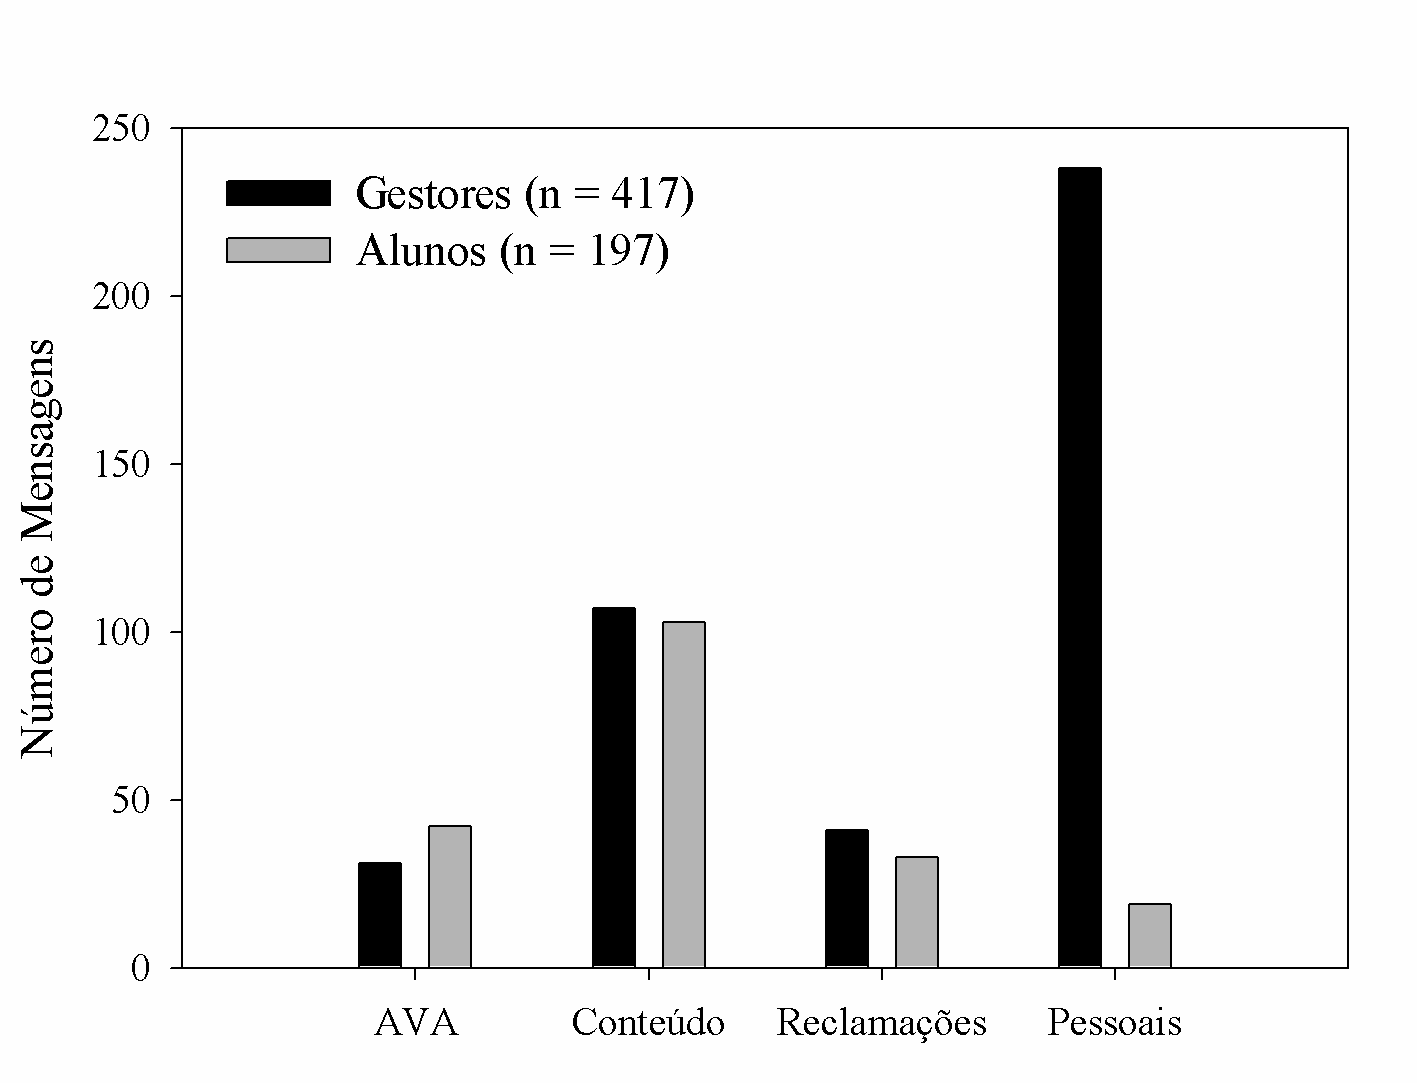 250
200
150
100
50
0
Número de Mensagens
Gestores (n = 417)
Alunos (n = 197)
AVA
Conteúdo
Reclamações
Pessoais